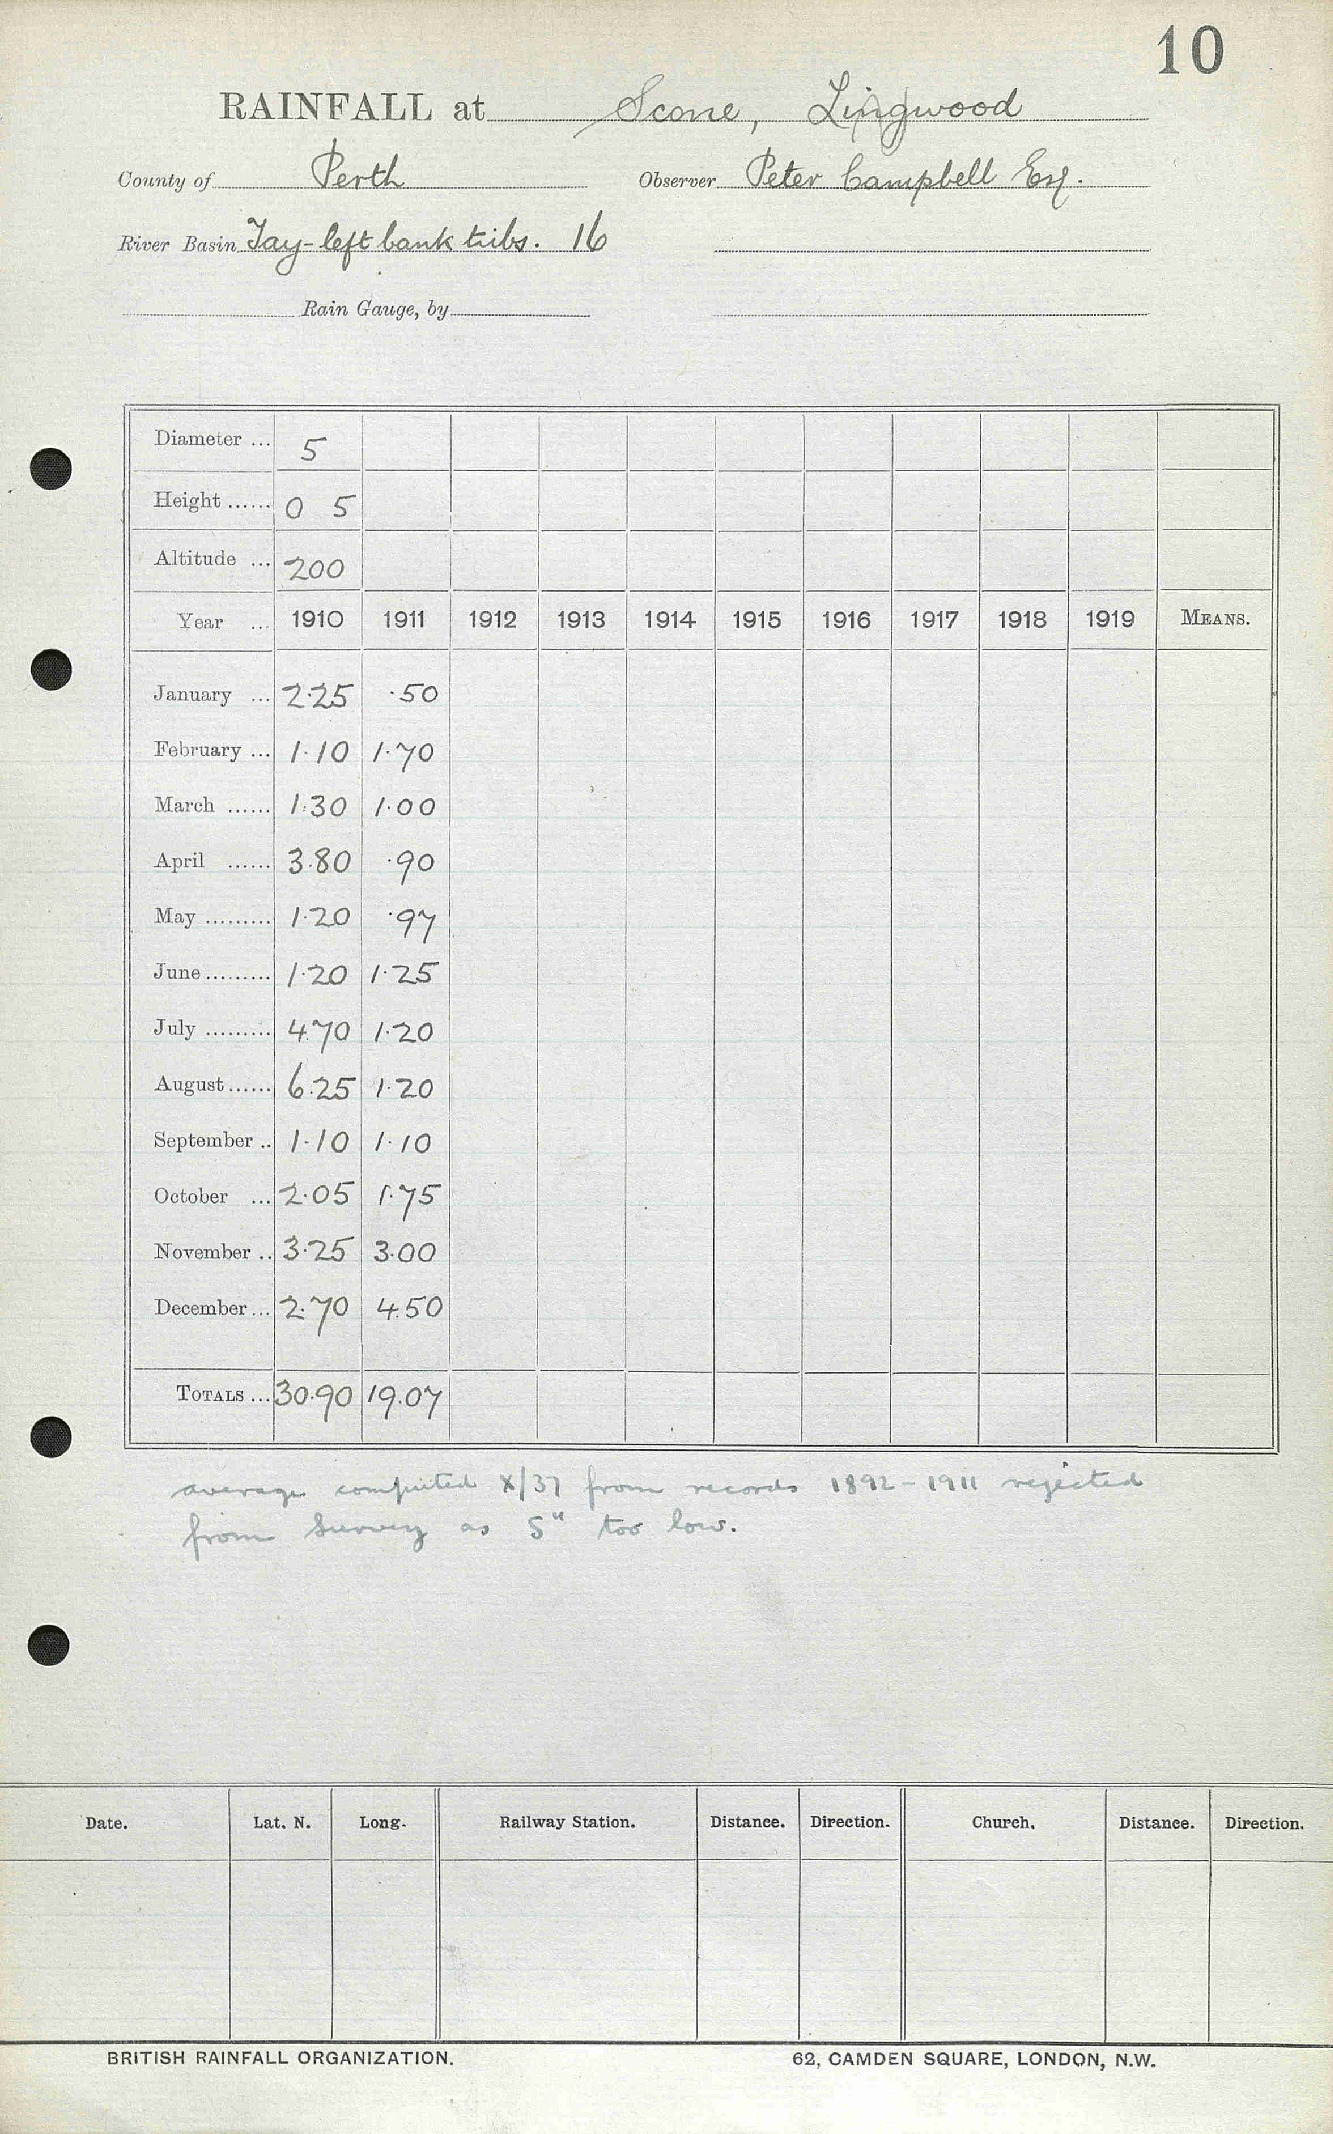 10
RAINFALL at Scone, Lingwood
County of Perth Observer Peter Campbell Esq.
River Basin Tay-left bank tribs. 16
Rain Gauge, by
Diameter ... 5
Height ...... 0 5
Altitude ... 200
Year ... 1910 1911 1912 1913 1914 1915 1916 1917 1918 1919 MEANS.
January ... 2.25 .50
February ... 1.10 1.70
March ...... 1.30 1.00
April ...... 3.80 .90
May ......... 1.20 .97
June ......... 1.20 1.25
July ......... 4.70 1.20
August ...... 6.25 1.20
September .. 1.10 1.10
October ... 2.05 1.75
November .. 3.25 3.00
December ... 2.70 4.50
TOTALS ... 30.90 19.07
average computed X/37 from records 1892-1911 rejected
from Survey as 5" too low.
Date. Lat. N. Long. Railway Station. Distance. Direction. Church. Distance. Direction.
BRITISH RAINFALL ORGANIZATION. 62, CAMDEN SQUARE, LONDON, N.W.